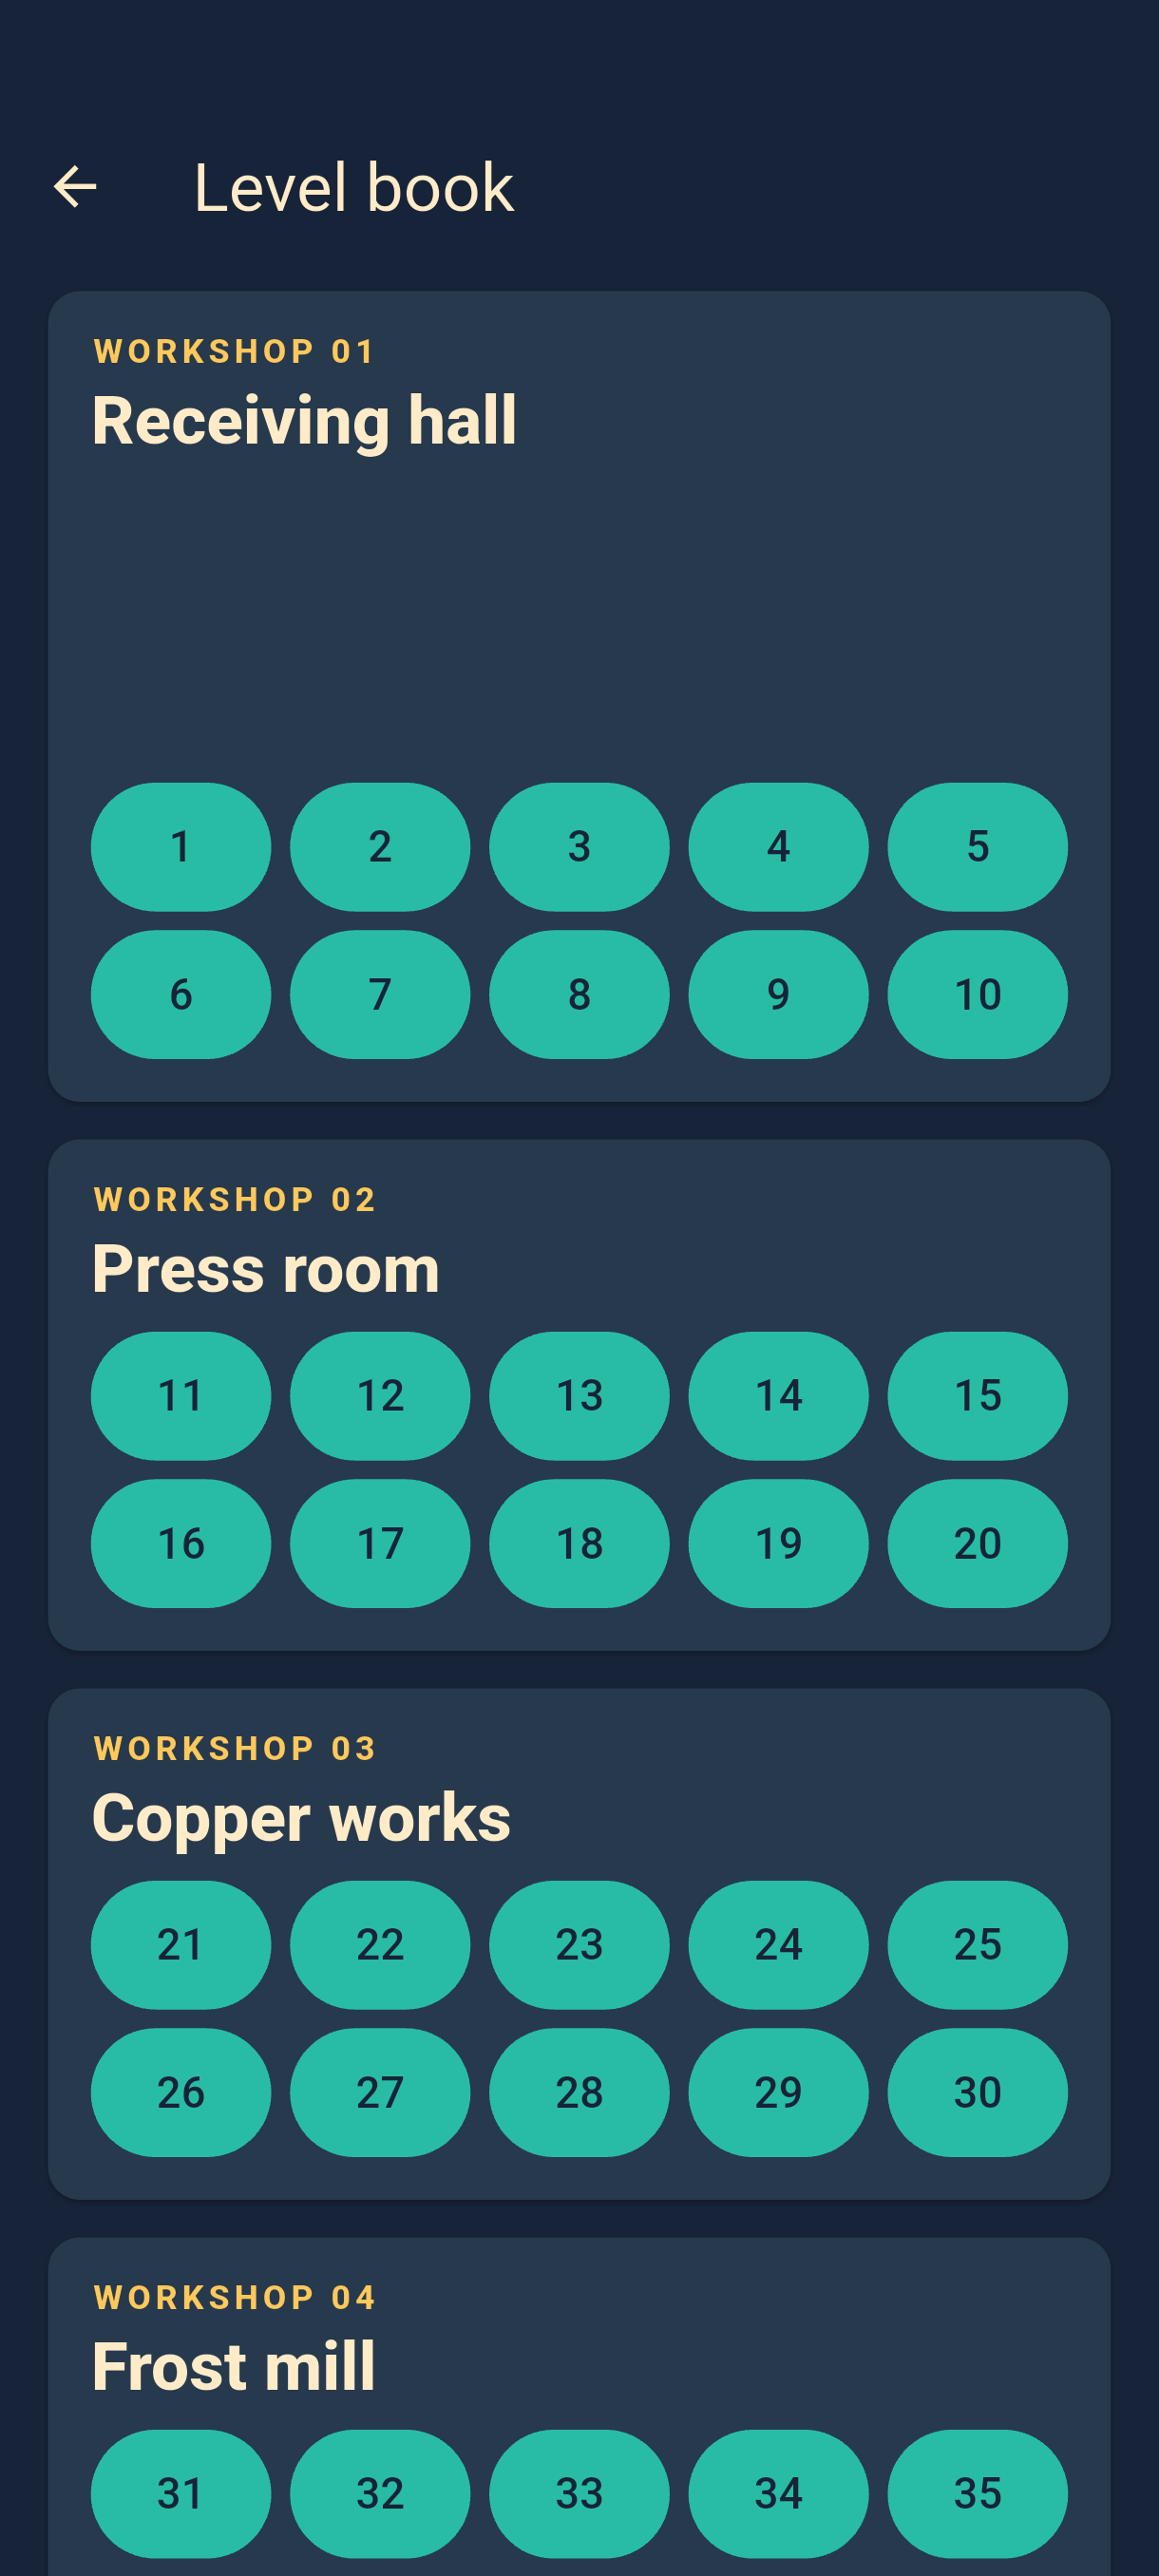 Level book
WORKSHOP 01
Receiving hall
1 2 3 4 5
6 7 8 9 10
WORKSHOP 02
Press room
11 12 13 14 15
16 17 18 19 20
WORKSHOP 03
Copper works
21 22 23 24 25
26 27 28 29 30
WORKSHOP 04
Frost mill
31 32 33 34 35